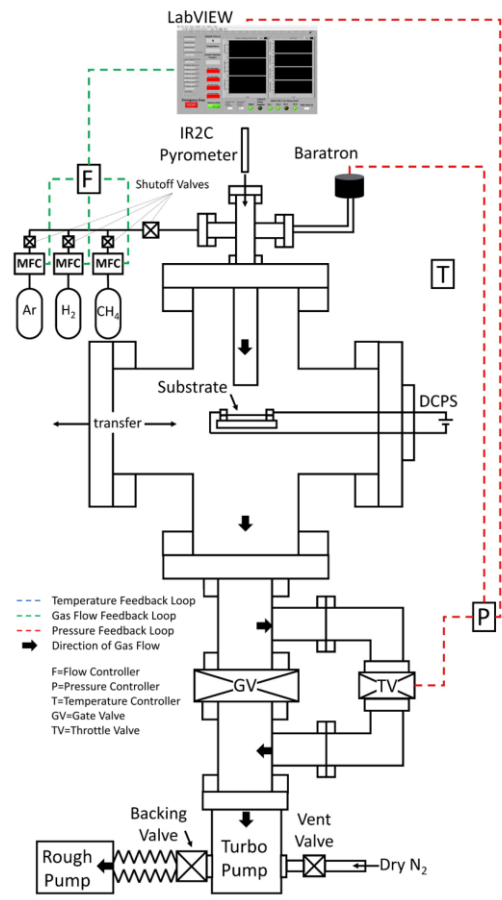 LabVIEW
IR2C
Pyrometer
Baratron
F
Shutoff Valves
MFC MFC MFC
T
Ar H₂ CH₄
Substrate
DCPS
transfer
Temperature Feedback Loop
Gas Flow Feedback Loop
Pressure Feedback Loop
Direction of Gas Flow
P
F=Flow Controller
P=Pressure Controller
T=Temperature Controller
GV=Gate Valve
TV=Throttle Valve
GV
TV
Backing
Valve
Vent
Valve
Rough
Pump
Turbo
Pump
Dry N₂